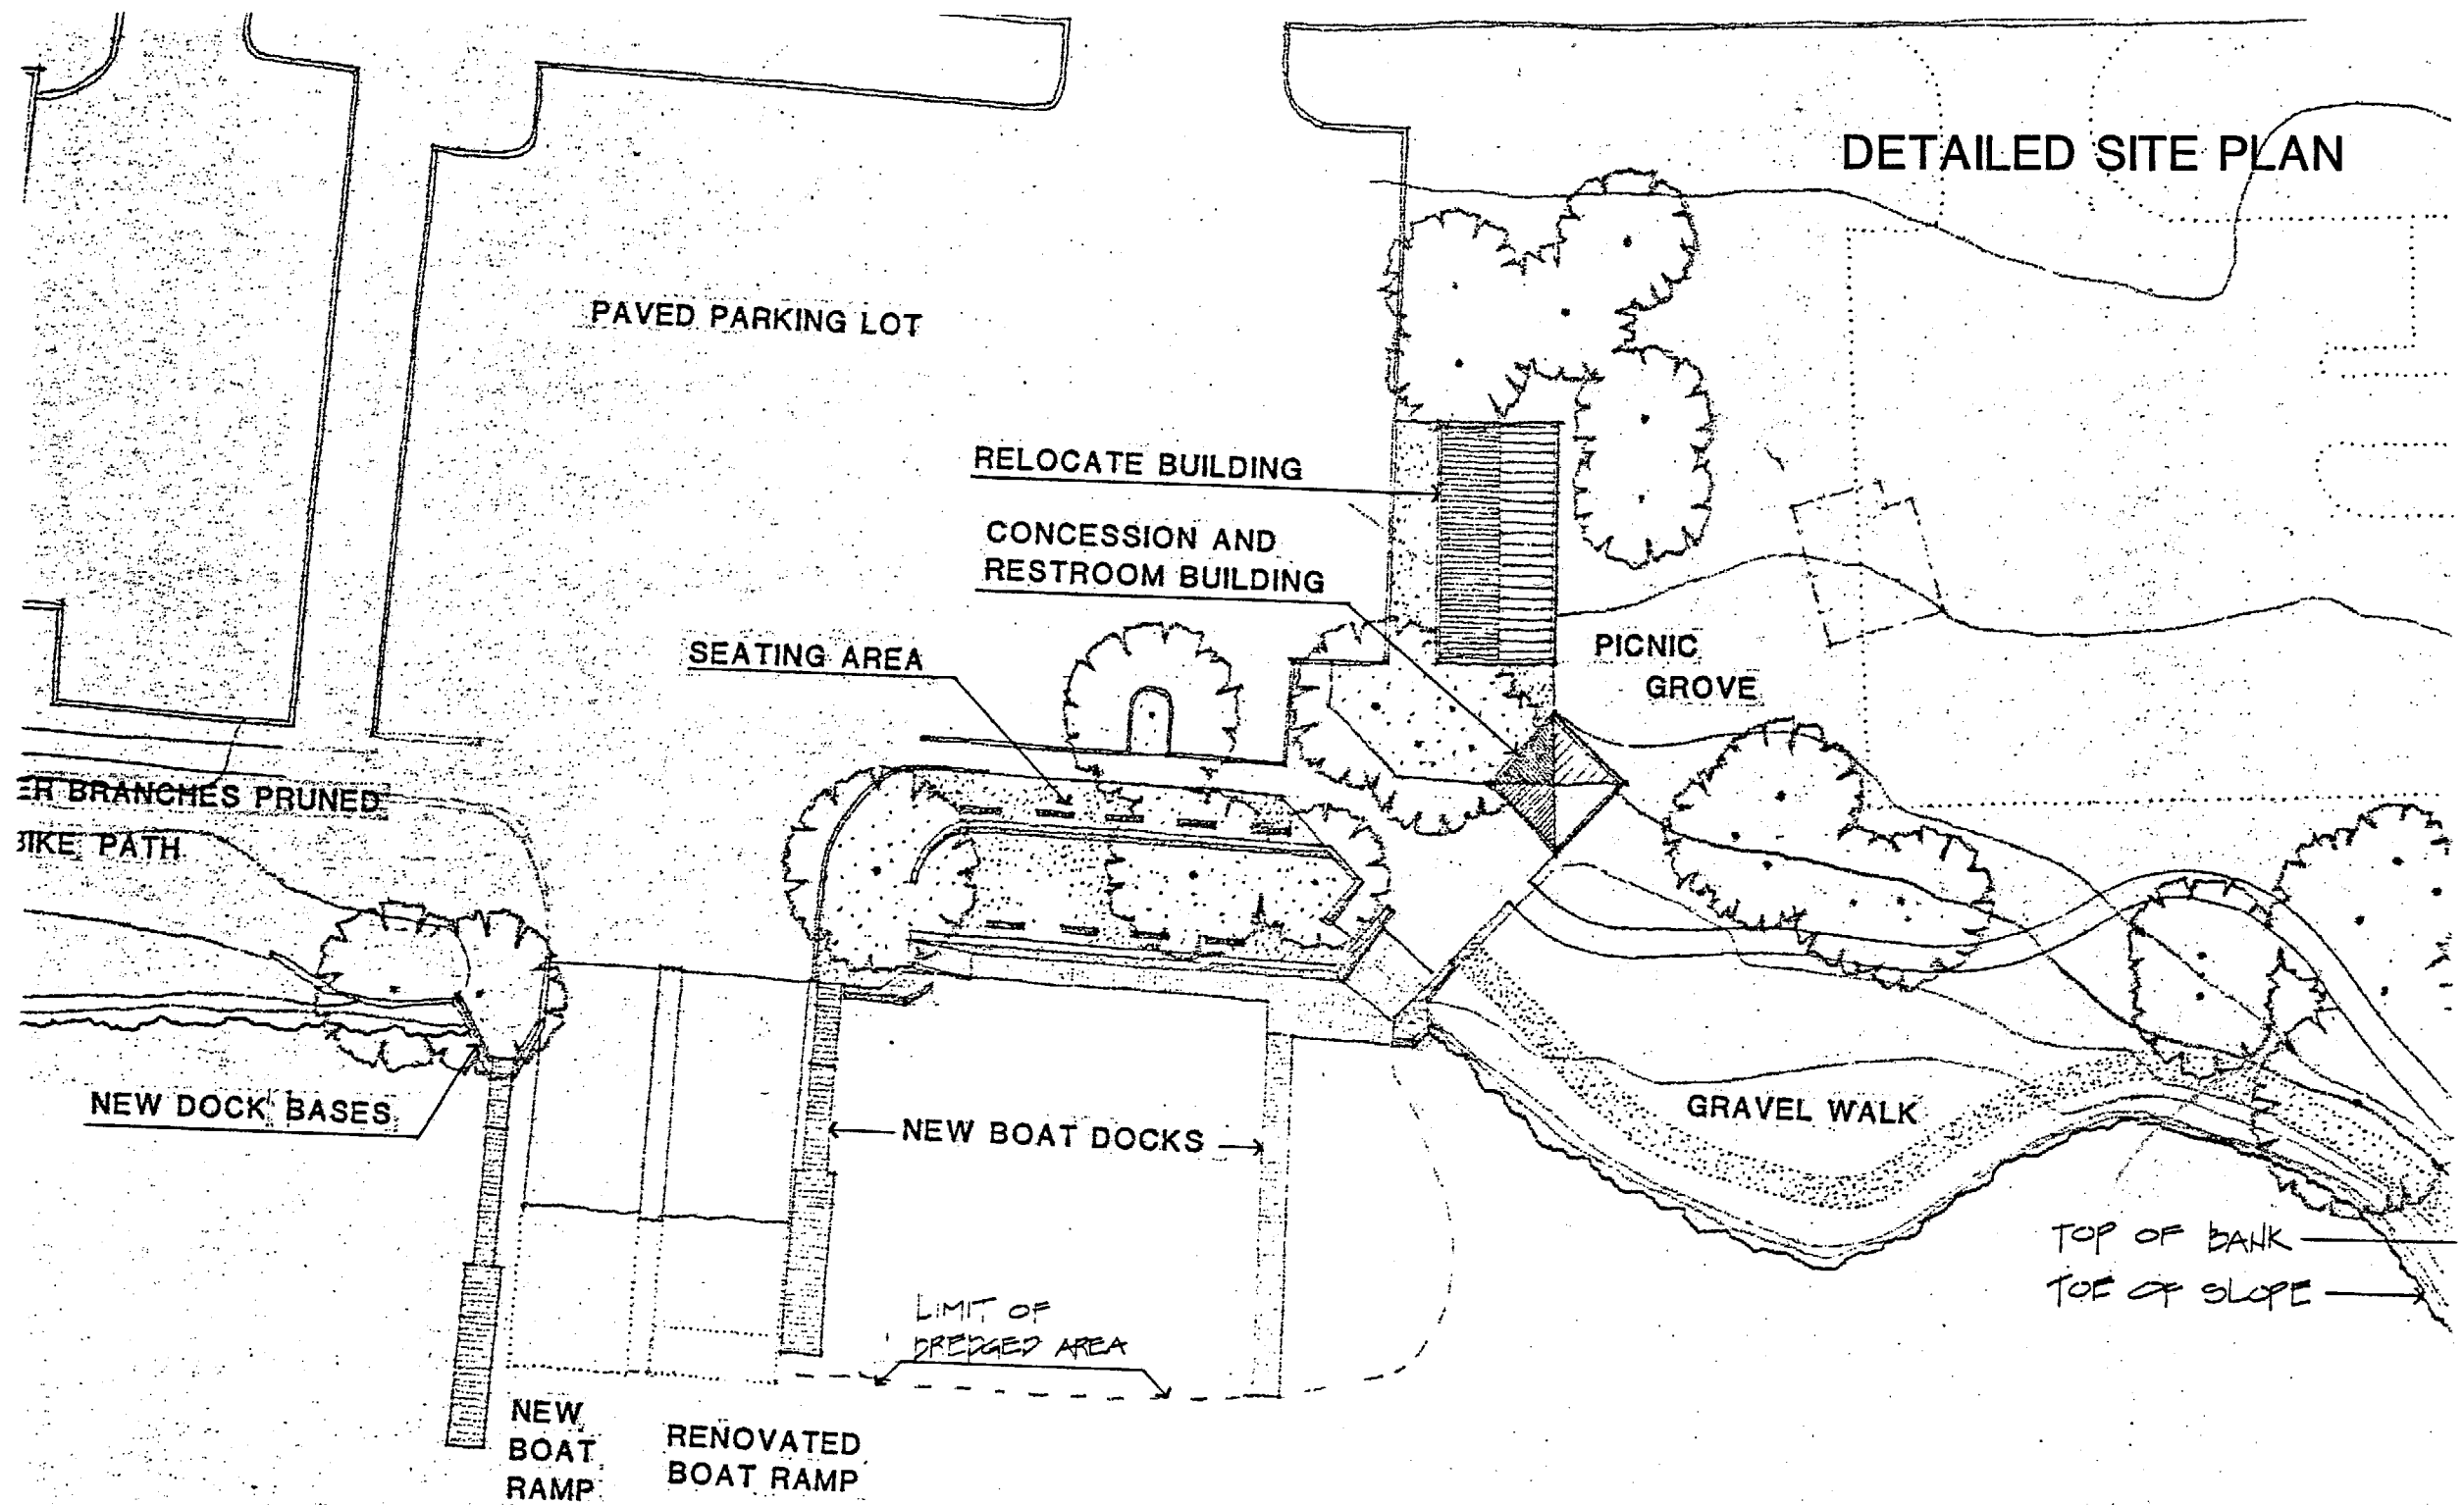 DETAILED SITE PLAN
PAVED PARKING LOT
RELOCATE BUILDING
CONCESSION AND
RESTROOM BUILDING
SEATING AREA
PICNIC
GROVE
ER BRANCHES PRUNED
BIKE PATH
NEW DOCK BASES
NEW BOAT DOCKS
GRAVEL WALK
TOP OF BANK
TOE OF SLOPE
LIMIT OF
DREDGED AREA
NEW
BOAT
RAMP
RENOVATED
BOAT RAMP